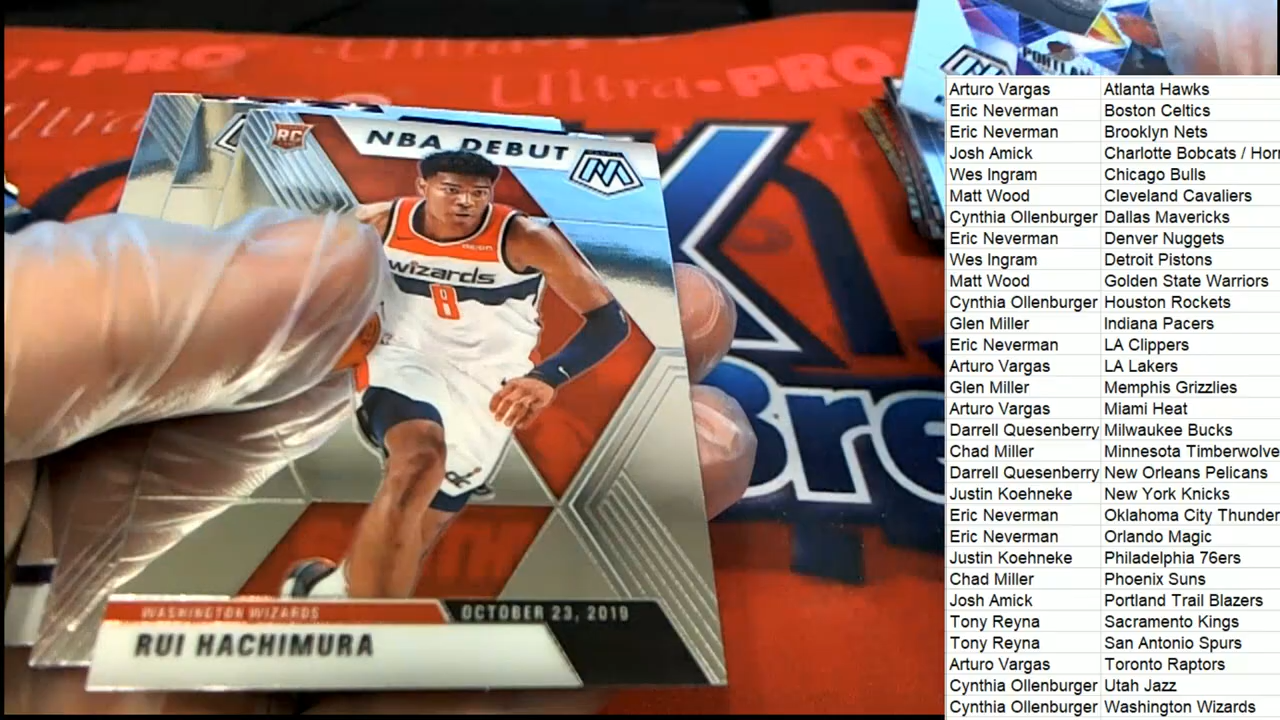 Ultra·PRO
Ultra·PRO
PORTLAN
RC
NBA DEBUT
M
wizards
8
WASHINGTON WIZARDS
OCTOBER 23, 2019
RUI HACHIMURA
Bre
Arturo Vargas Atlanta Hawks
Eric Neverman Boston Celtics
Eric Neverman Brooklyn Nets
Josh Amick Charlotte Bobcats / Horn
Wes Ingram Chicago Bulls
Matt Wood Cleveland Cavaliers
Cynthia Ollenburger Dallas Mavericks
Eric Neverman Denver Nuggets
Wes Ingram Detroit Pistons
Matt Wood Golden State Warriors
Cynthia Ollenburger Houston Rockets
Glen Miller Indiana Pacers
Eric Neverman LA Clippers
Arturo Vargas LA Lakers
Glen Miller Memphis Grizzlies
Arturo Vargas Miami Heat
Darrell Quesenberry Milwaukee Bucks
Chad Miller Minnesota Timberwolve
Darrell Quesenberry New Orleans Pelicans
Justin Koehneke New York Knicks
Eric Neverman Oklahoma City Thunder
Eric Neverman Orlando Magic
Justin Koehneke Philadelphia 76ers
Chad Miller Phoenix Suns
Josh Amick Portland Trail Blazers
Tony Reyna Sacramento Kings
Tony Reyna San Antonio Spurs
Arturo Vargas Toronto Raptors
Cynthia Ollenburger Utah Jazz
Cynthia Ollenburger Washington Wizards